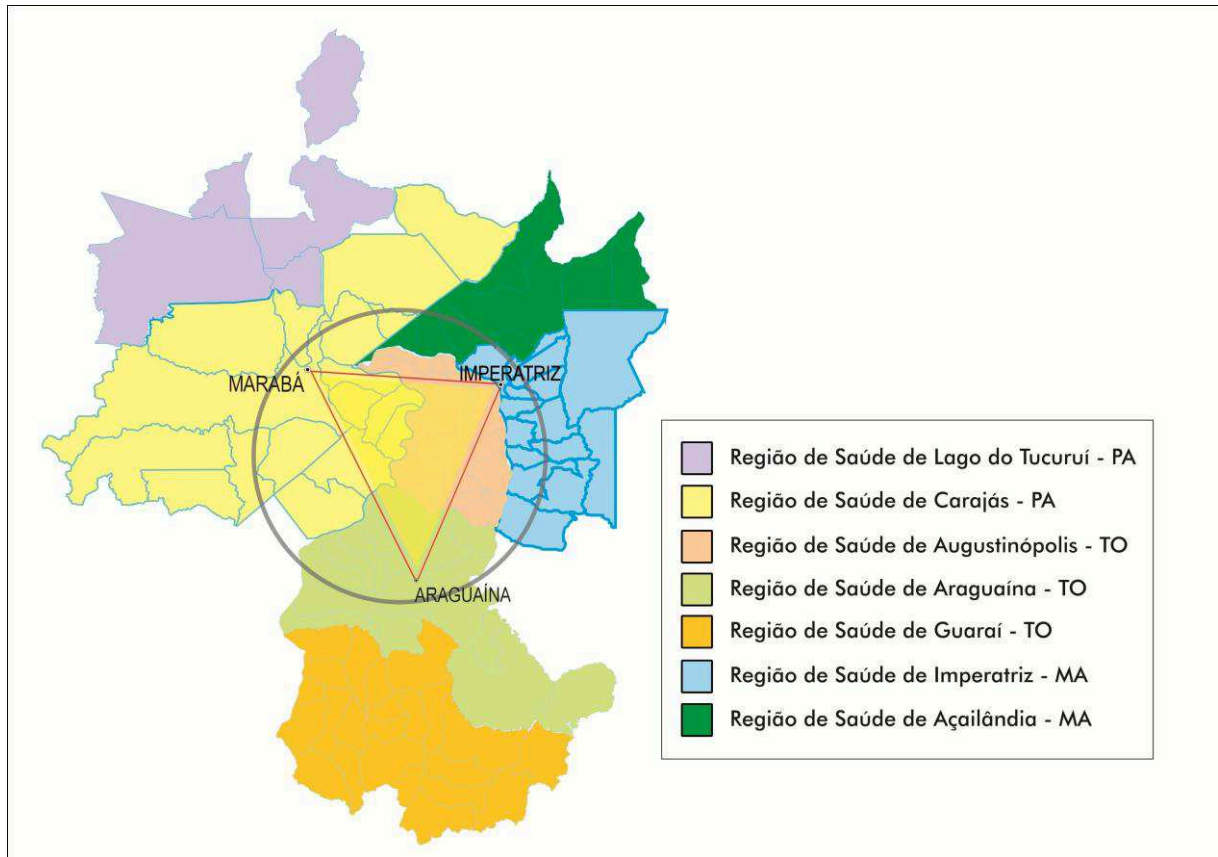 MARABÁ
IMPERATRIZ
ARAGUAÍNA
Região de Saúde de Lago do Tucuruí - PA
Região de Saúde de Carajás - PA
Região de Saúde de Augustinópolis - TO
Região de Saúde de Araguaína - TO
Região de Saúde de Guaraí - TO
Região de Saúde de Imperatriz - MA
Região de Saúde de Açailândia - MA